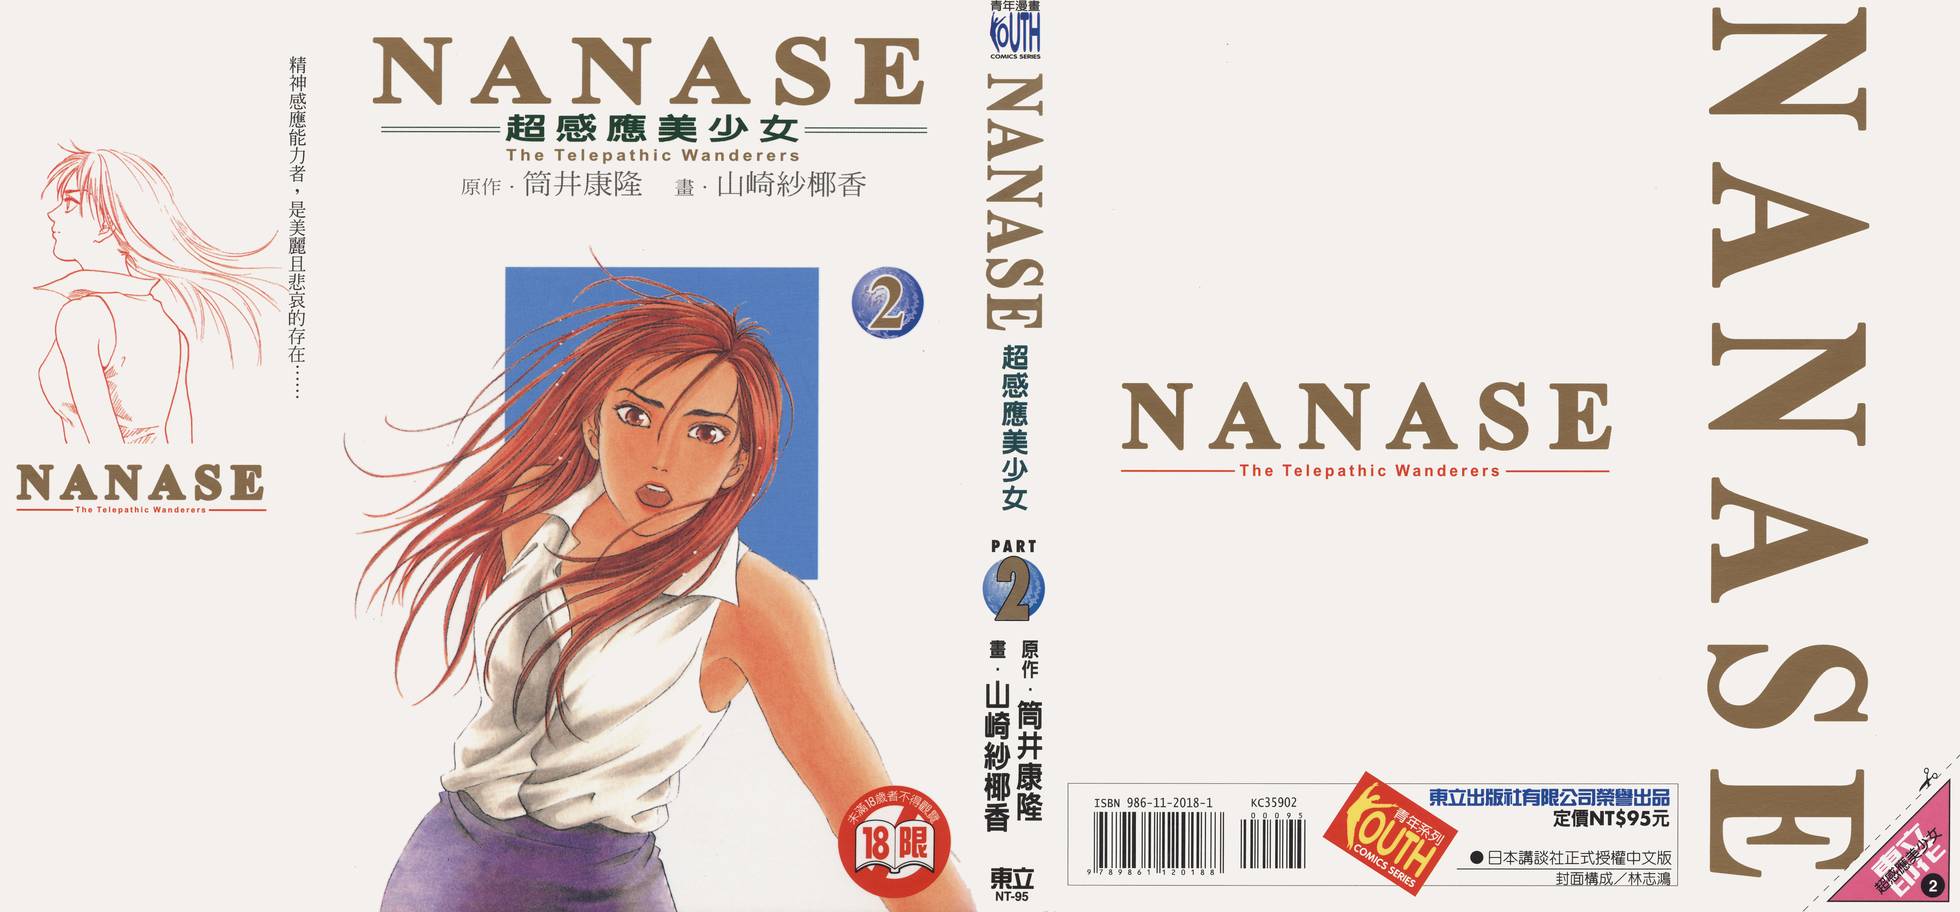 精神感應能力者，是美麗且悲哀的存在……
NANASE
The Telepathic Wanderers
NANASE
超感應美少女
The Telepathic Wanderers
原作·筒井康隆 畫·山崎紗椰香
2
未滿18歲者不得觀覽
18限
青年漫畫
YOUTH
COMICS SERIES
NANASE
超感應美少女
PART
2
原作·筒井康隆
畫·山崎紗椰香
東立
NT-95
NANASE
The Telepathic Wanderers
ISBN 986-11-2018-1
9789861120188
KC35902
00095
青年系列
YOUTH
COMICS SERIES
東立出版社有限公司榮譽出品
定價NT$95元
●日本講談社正式授權中文版
封面構成／林志鴻
NANASE
東立
超感應美少女
2